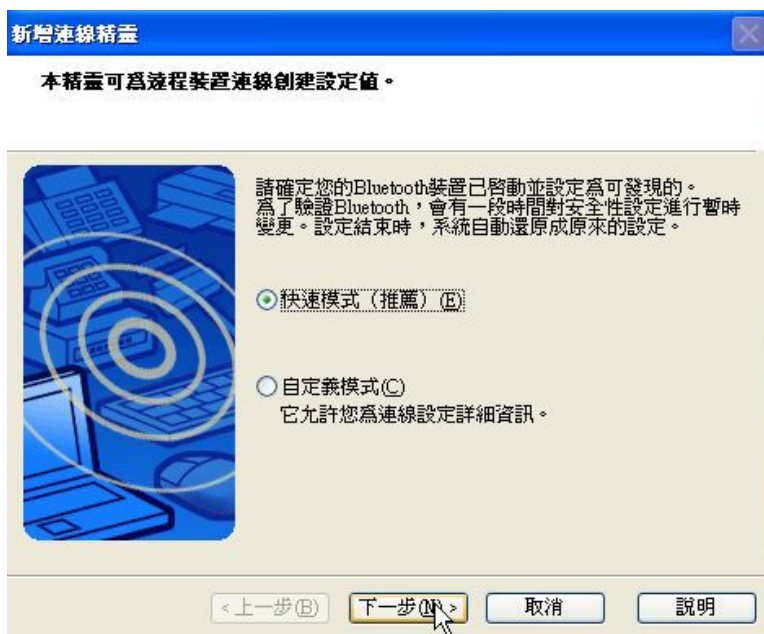 新增連線精靈
本精靈可爲遠程裝置連線創建設定値。
請確定您的Bluetooth裝置已啓動並設定爲可發現的。
爲了驗證Bluetooth，會有一段時間對安全性設定進行暫時
變更。設定結束時，系統自動還原成原來的設定。
快速模式（推薦）(E)
自定義模式(C)
它允許您爲連線設定詳細資訊。
<上一步(B)
下一步(N)>
取消
說明